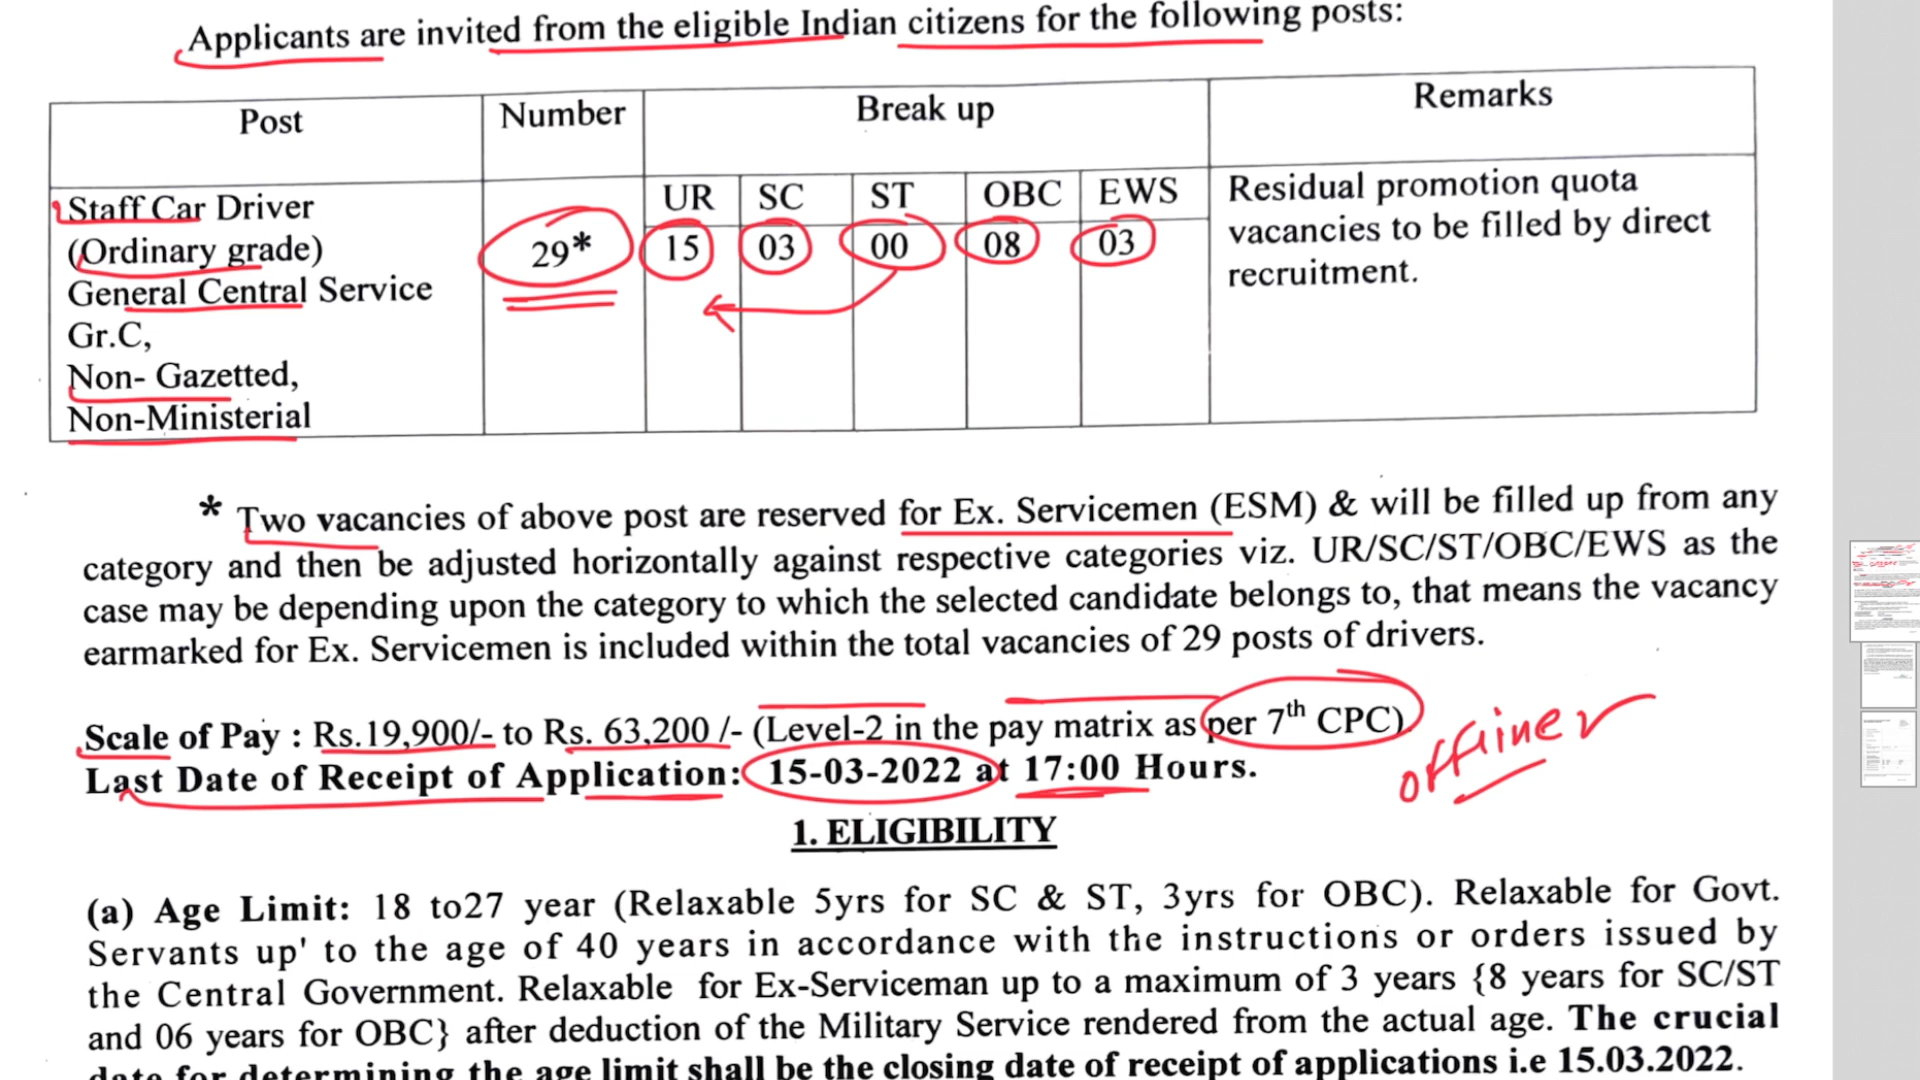 Applicants are invited from the eligible Indian citizens for the following posts:
Post Number Break up Remarks
UR SC ST OBC EWS
15 03 00 08 03
29*
Staff Car Driver
(Ordinary grade)
General Central Service
Gr.C,
Non- Gazetted,
Non-Ministerial
Residual promotion quota
vacancies to be filled by direct
recruitment.
* Two vacancies of above post are reserved for Ex. Servicemen (ESM) & will be filled up from any
category and then be adjusted horizontally against respective categories viz. UR/SC/ST/OBC/EWS as the
case may be depending upon the category to which the selected candidate belongs to, that means the vacancy
earmarked for Ex. Servicemen is included within the total vacancies of 29 posts of drivers.
Scale of Pay : Rs.19,900/- to Rs. 63,200 /- (Level-2 in the pay matrix as per 7th CPC)
Last Date of Receipt of Application: 15-03-2022 at 17:00 Hours.
1. ELIGIBILITY
(a) Age Limit: 18 to27 year (Relaxable 5yrs for SC & ST, 3yrs for OBC). Relaxable for Govt.
Servants up' to the age of 40 years in accordance with the instructions or orders issued by
the Central Government. Relaxable for Ex-Serviceman up to a maximum of 3 years {8 years for SC/ST
and 06 years for OBC} after deduction of the Military Service rendered from the actual age. The crucial
date for determining the age limit shall be the closing date of receipt of applications i.e 15.03.2022.